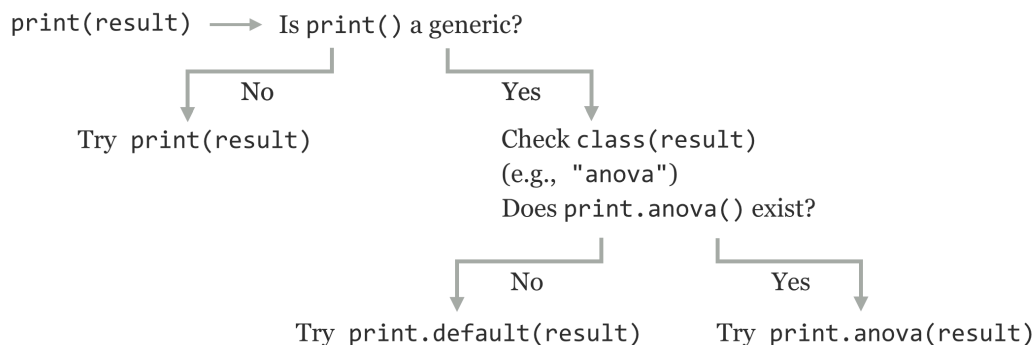 print(result) Is print() a generic?
No Yes
Try print(result)
Check class(result)
(e.g., "anova")
Does print.anova() exist?
No Yes
Try print.default(result) Try print.anova(result)